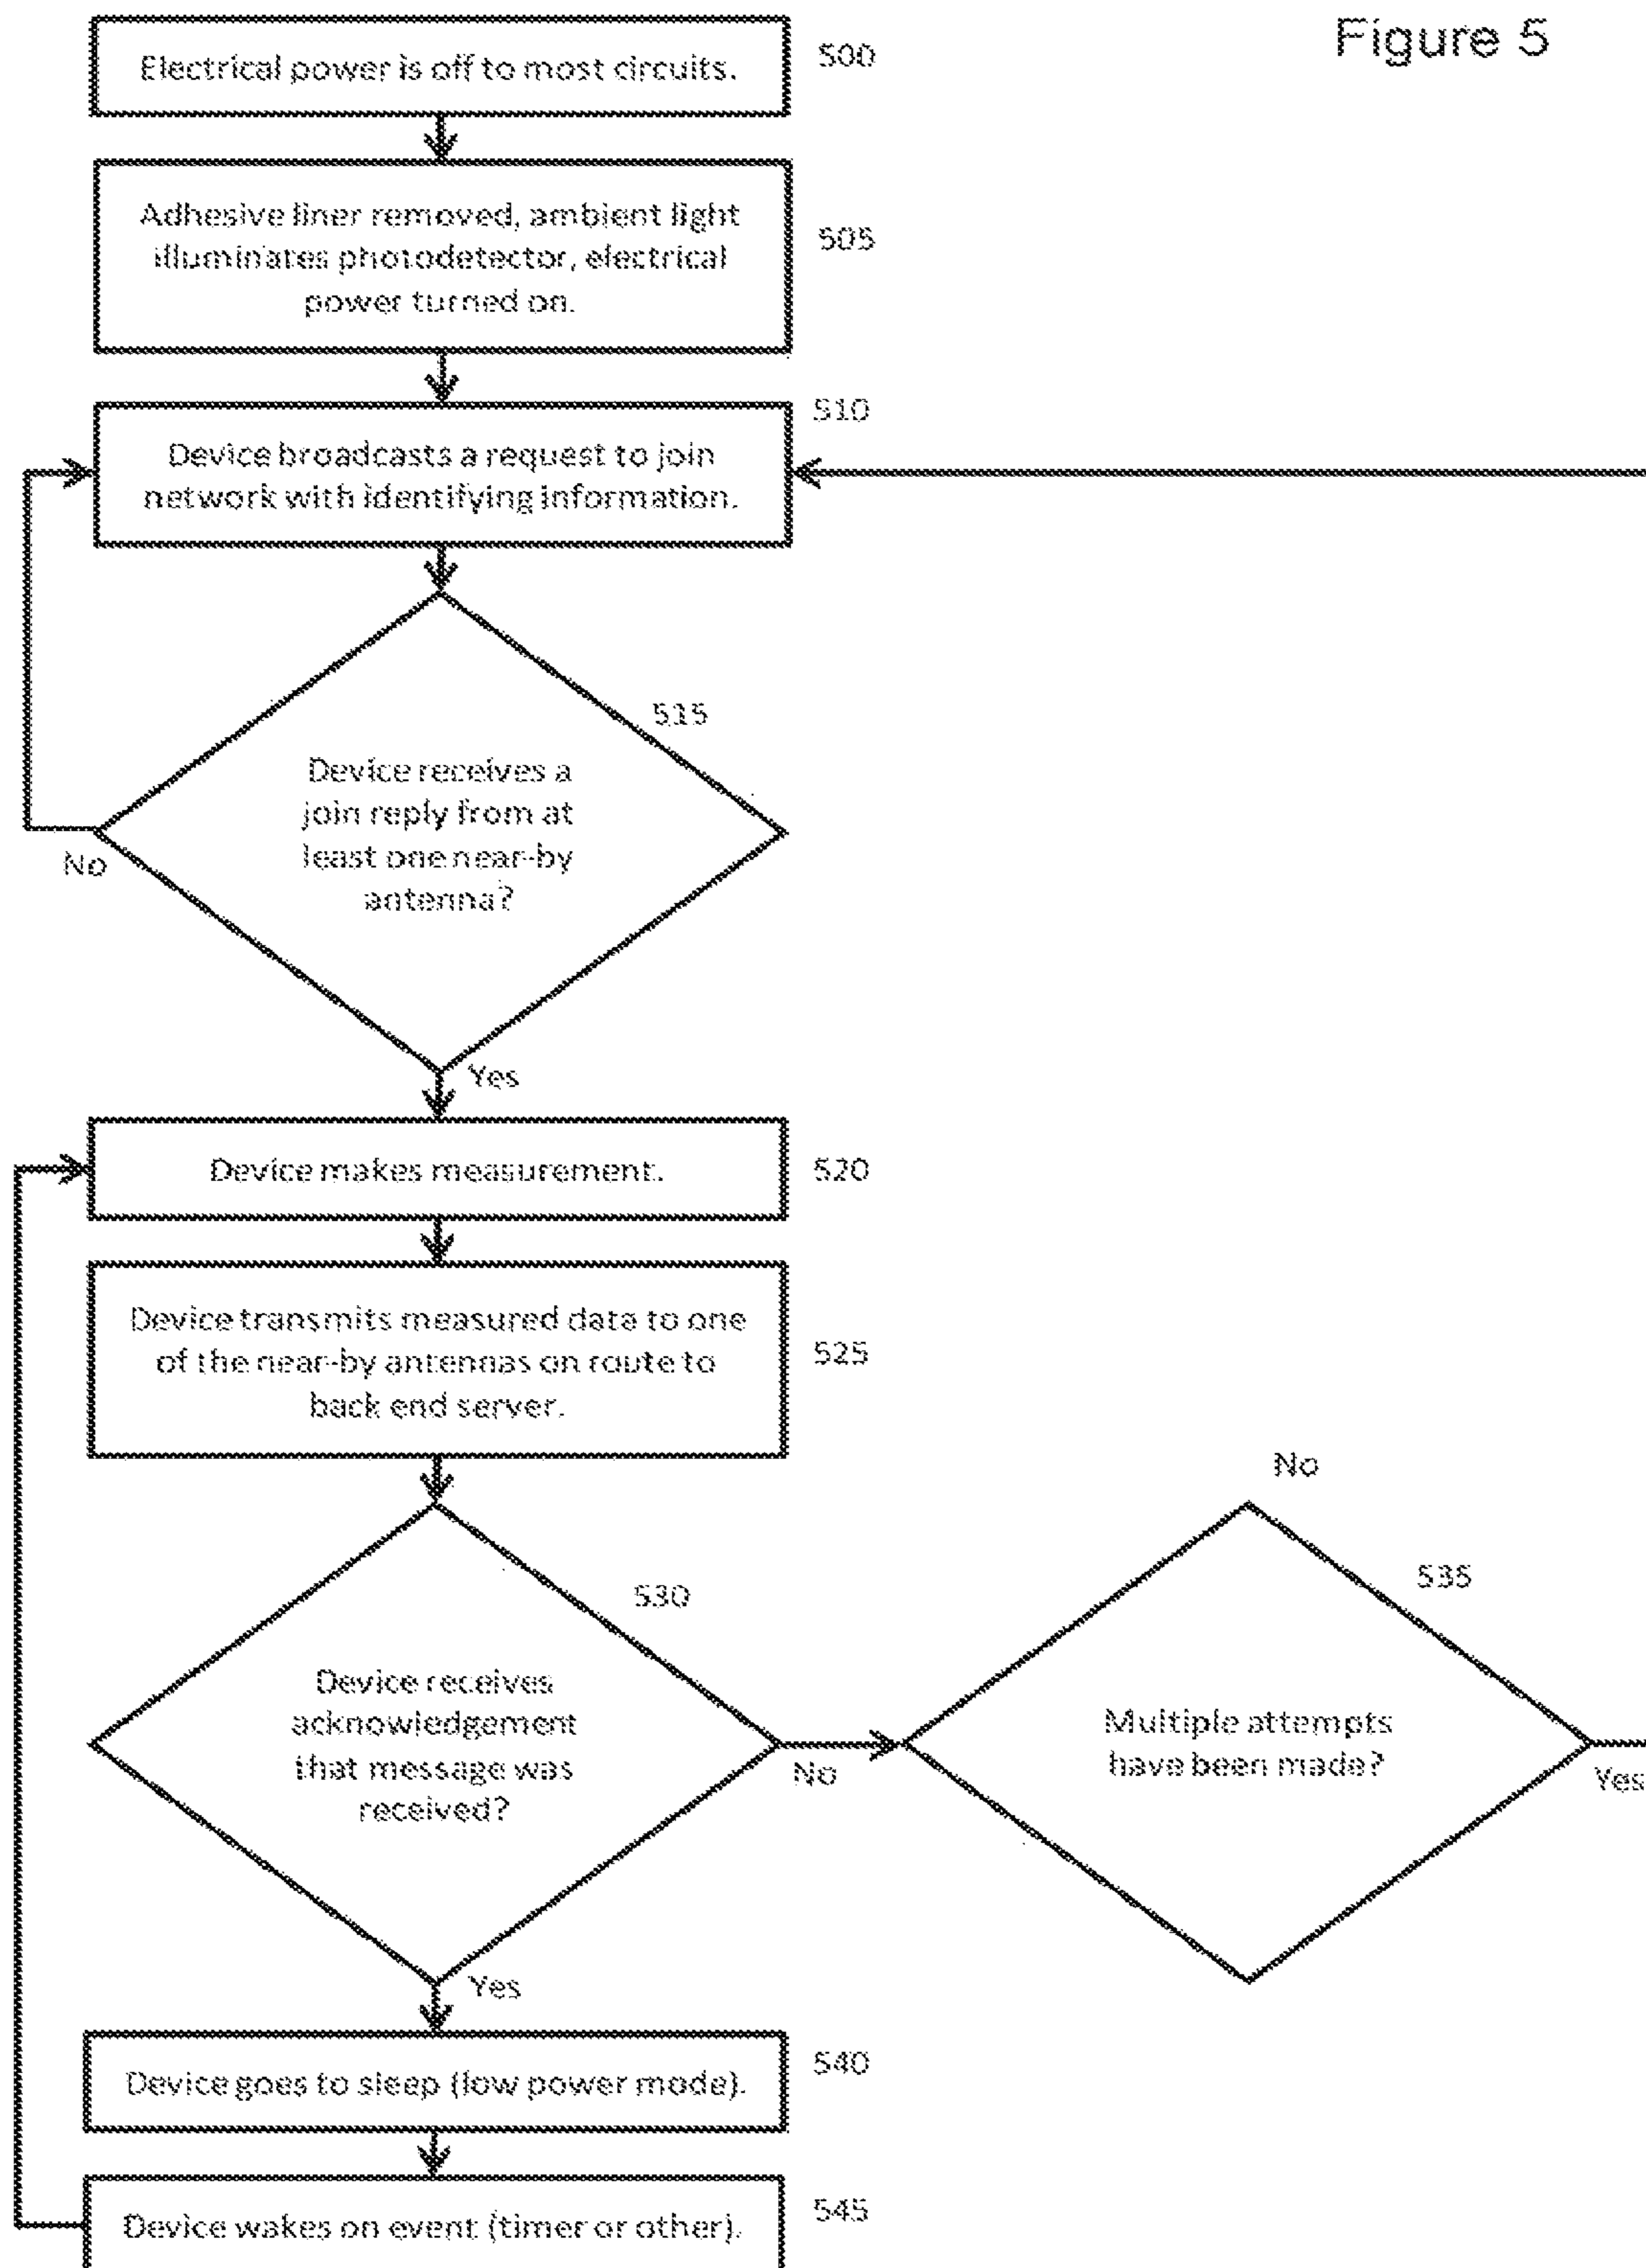 Figure 5
Electrical power is off to most circuits.
500
Adhesive liner removed, ambient light
illuminates photodetector, electrical
power turned on.
505
510
Device broadcasts a request to join
network with identifying information.
515
Device receives a
join reply from at
least one near-by
antenna?
No
Yes
Device makes measurement.
520
Device transmits measured data to one
of the near-by antennas on route to
back end server.
525
No
530
535
Device receives
acknowledgement
that message was
received?
No
Multiple attempts
have been made?
Yes
Yes
Device goes to sleep (low power mode).
540
Device wakes on event (timer or other).
545